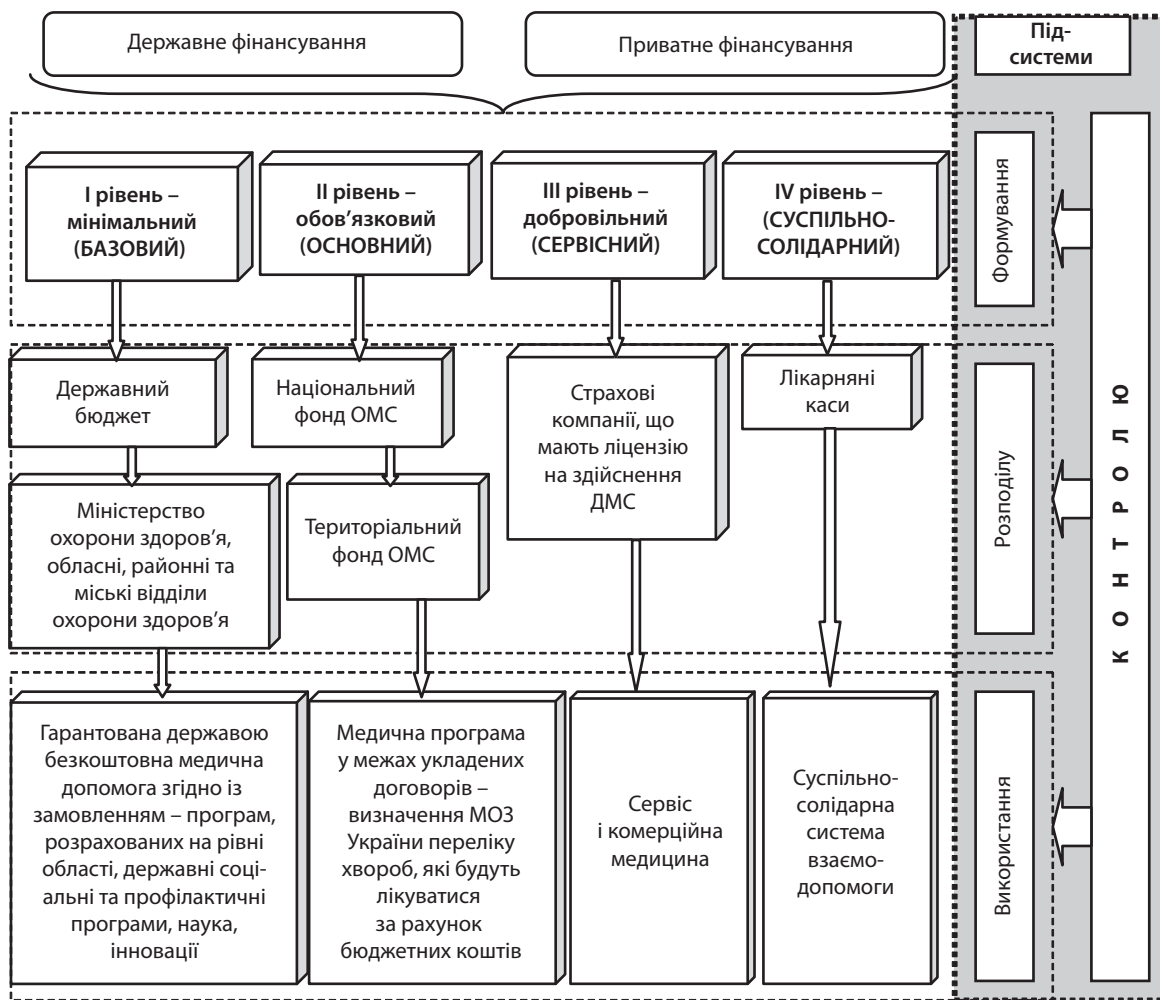 Державне фінансування
Приватне фінансування
Під-
системи
І рівень –
мінімальний
(БАЗОВИЙ)
ІІ рівень –
обов’язковий
(ОСНОВНИЙ)
ІІІ рівень –
добровільний
(СЕРВІСНИЙ)
IV рівень –
(СУСПІЛЬНО-
СОЛІДАРНИЙ)
Формування
Державний
бюджет
Національний
фонд ОМС
Страхові
компанії, що
мають ліцензію
на здійснення
ДМС
Лікарняні
каси
Міністерство
охорони здоров’я,
обласні, районні та
міські відділи
охорони здоров’я
Територіальний
фонд ОМС
Розподілу
КОНТРОЛЮ
Гарантована державою
безкоштовна медична
допомога згідно із
замовленням – програм,
розрахованих на рівні
області, державні соці-
альні та профілактичні
програми, наука,
інновації
Медична програма
у межах укладених
договорів –
визначення МОЗ
України переліку
хвороб, які будуть
лікуватися
за рахунок
бюджетних коштів
Сервіс
і комерційна
медицина
Суспільно-
солідарна
система
взаємо-
допомоги
Використання